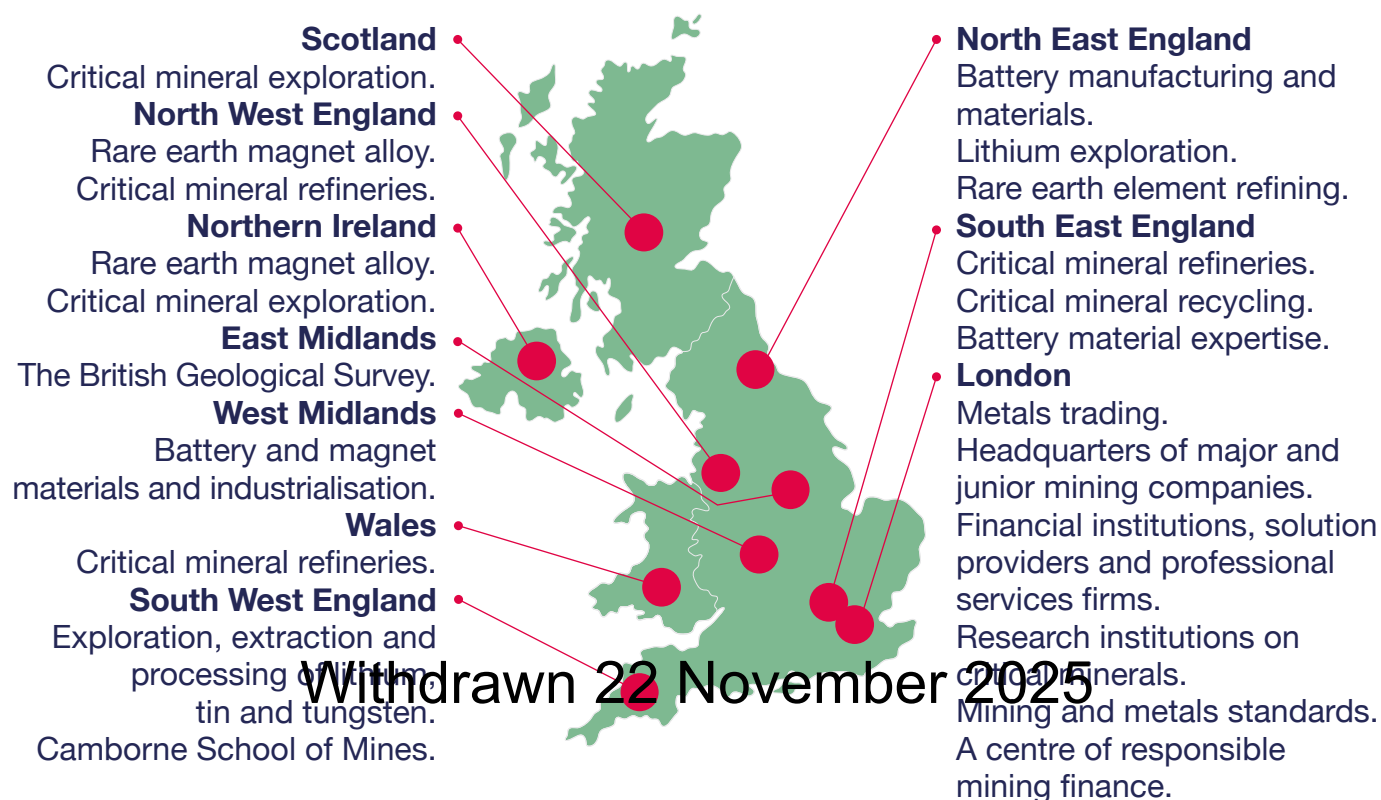 Scotland
Critical mineral exploration.
North West England
Rare earth magnet alloy.
Critical mineral refineries.
Northern Ireland
Rare earth magnet alloy.
Critical mineral exploration.
East Midlands
The British Geological Survey.
West Midlands
Battery and magnet
materials and industrialisation.
Wales
Critical mineral refineries.
South West England
Exploration, extraction and
processing of lithium,
tin and tungsten.
Camborne School of Mines.
North East England
Battery manufacturing and
materials.
Lithium exploration.
Rare earth element refining.
South East England
Critical mineral refineries.
Critical mineral recycling.
Battery material expertise.
London
Metals trading.
Headquarters of major and
junior mining companies.
Financial institutions, solution
providers and professional
services firms.
Research institutions on
critical minerals.
Mining and metals standards.
A centre of responsible
mining finance.
Withdrawn 22 November 2025